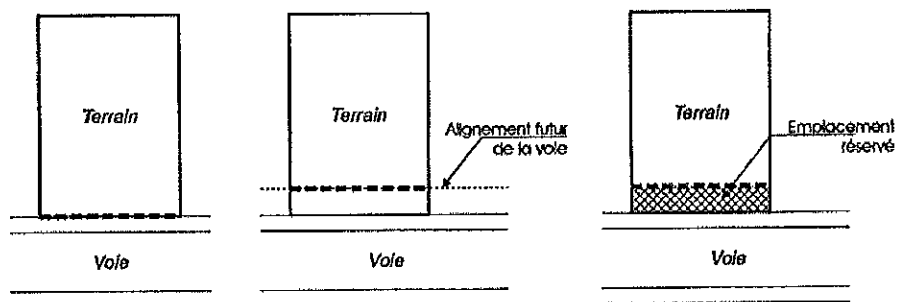 Terrain
Voie
Terrain
Alignement futur
de la voie
Voie
Terrain
Emplacement
réservé
Voie